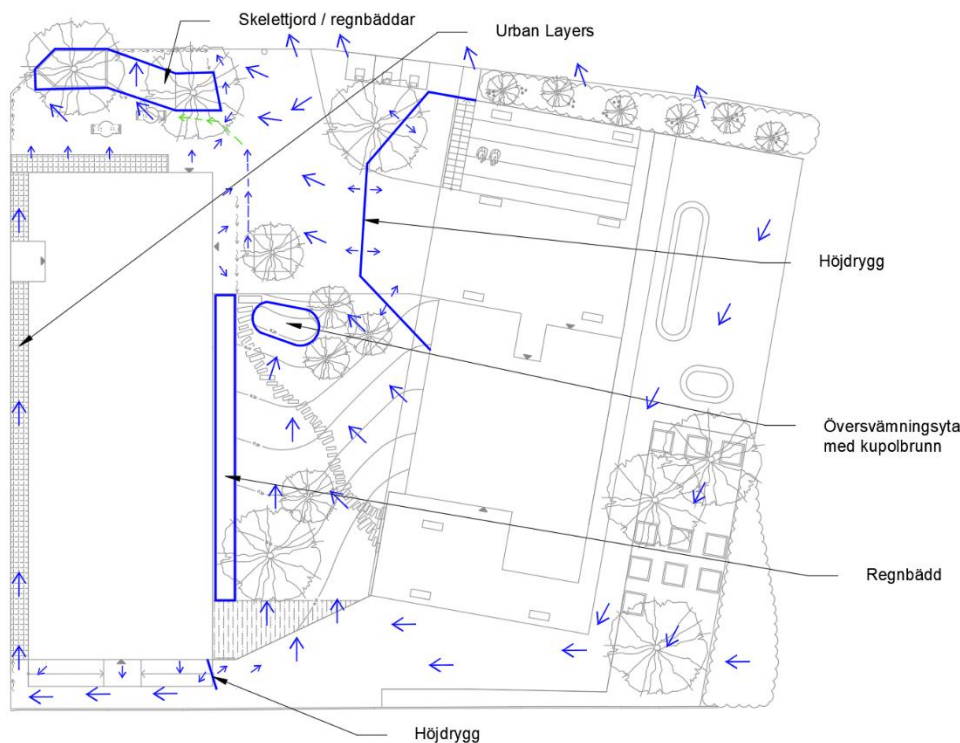 Skelettjord / regnbäddar
Urban Layers
Höjdrygg
Översvämningsyta
med kupolbrunn
Regnbädd
Höjdrygg